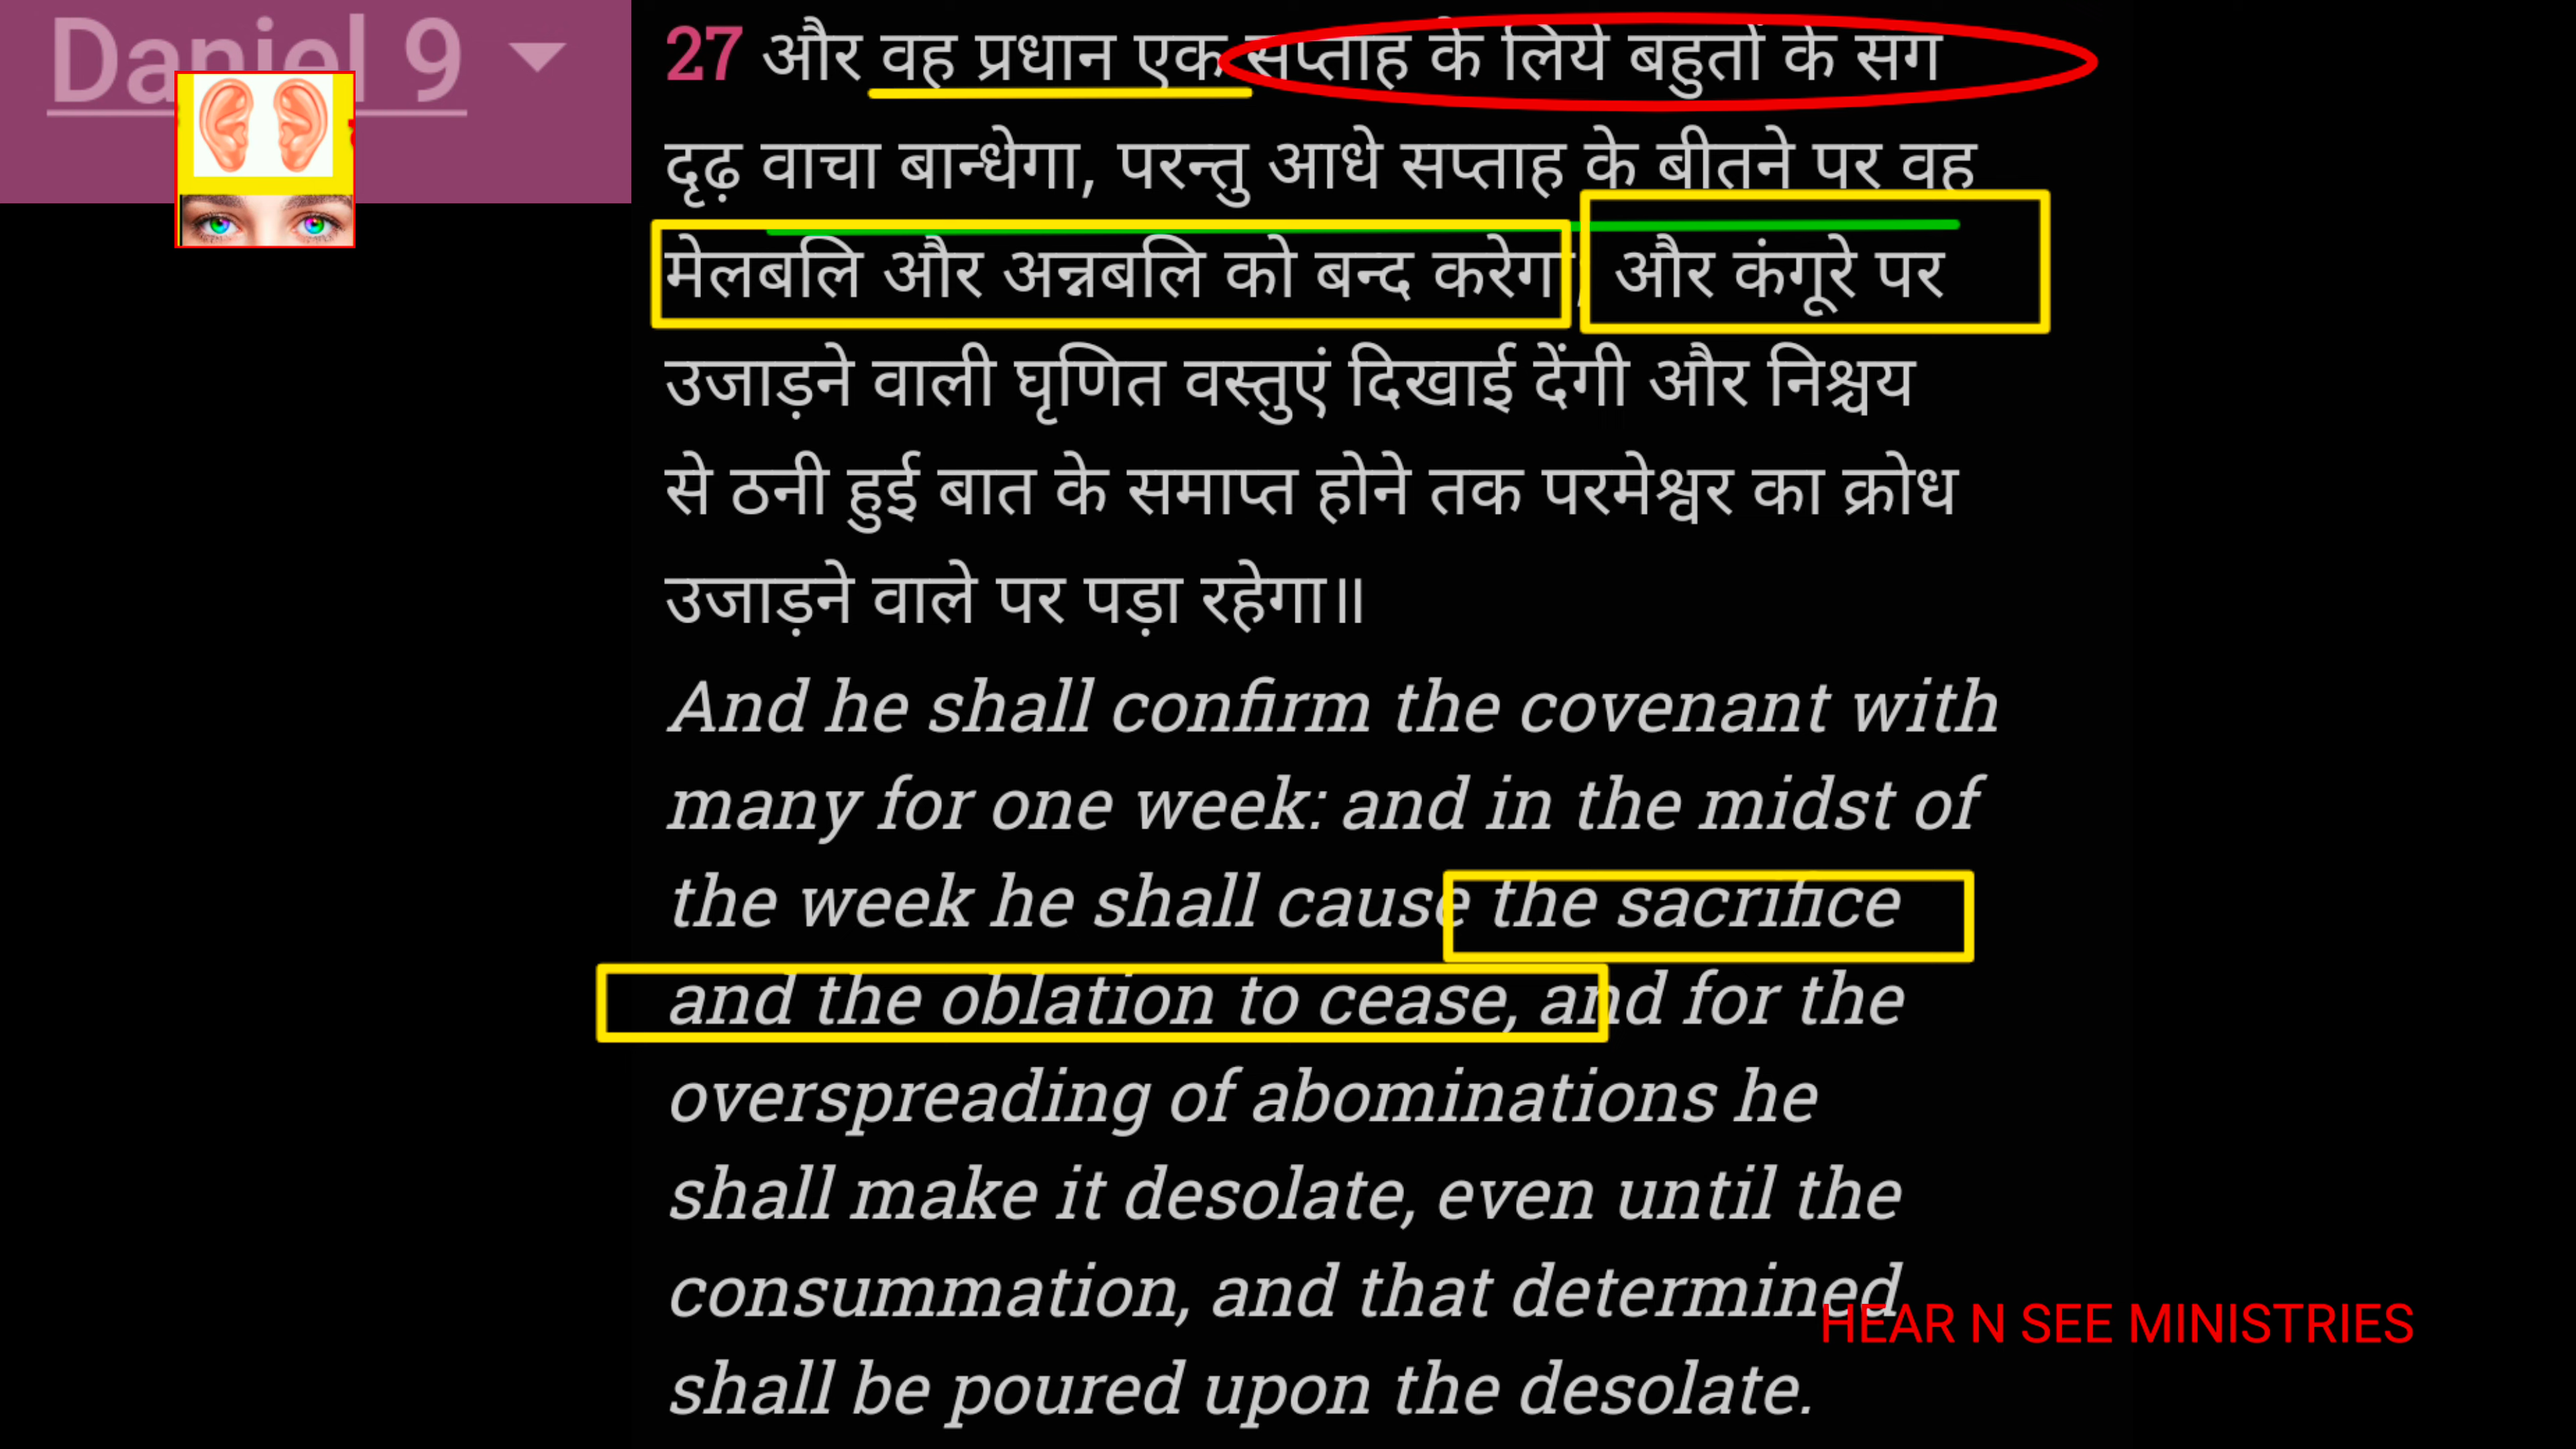 Daniel 9
27 और वह प्रधान एक सप्ताह के लिये बहुतों के संग
दृढ़ वाचा बान्धेगा, परन्तु आधे सप्ताह के बीतने पर वह
मेलबलि और अन्नबलि को बन्द करेगा, और कंगूरे पर
उजाड़ने वाली घृणित वस्तुएं दिखाई देंगी और निश्चय
से ठनी हुई बात के समाप्त होने तक परमेश्वर का क्रोध
उजाड़ने वाले पर पड़ा रहेगा॥
And he shall confirm the covenant with
many for one week: and in the midst of
the week he shall cause the sacrifice
and the oblation to cease, and for the
overspreading of abominations he
shall make it desolate, even until the
consummation, and that determined
shall be poured upon the desolate.
HEAR N SEE MINISTRIES